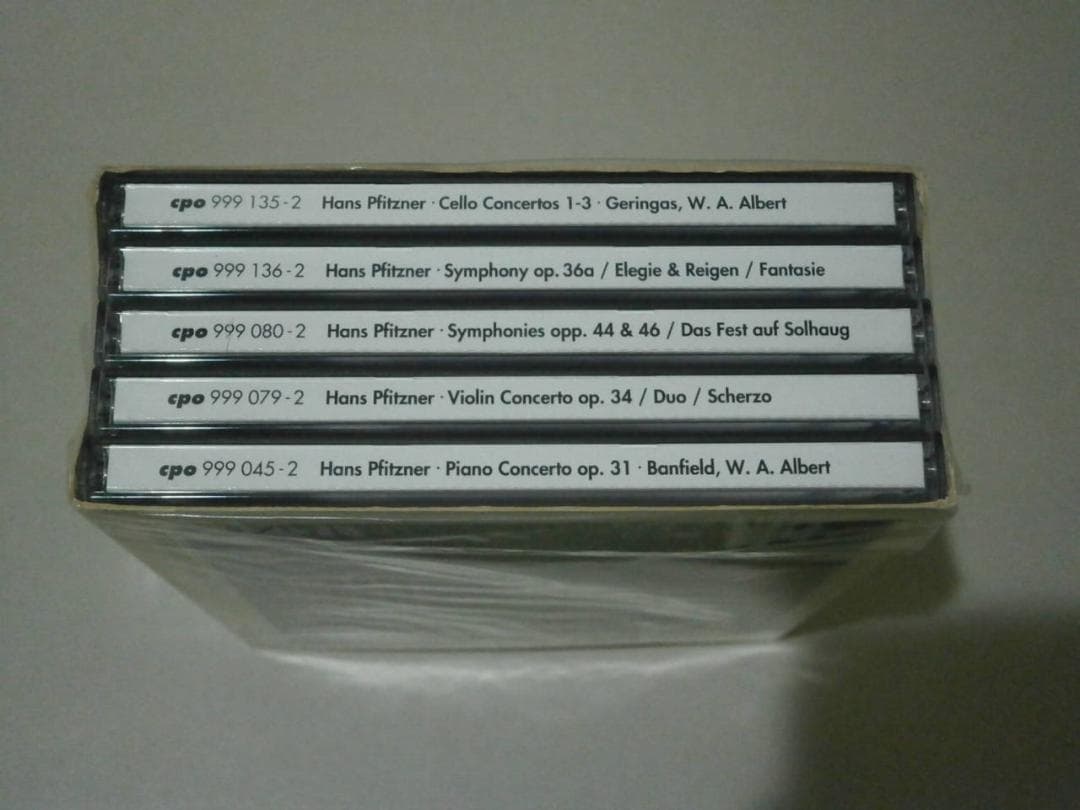 cpo 999 135-2 Hans Pfitzner · Cello Concertos 1-3 · Geringas, W. A. Albert
cpo 999 136-2 Hans Pfitzner · Symphony op. 36a / Elegie & Reigen / Fantasie
cpo 999 080-2 Hans Pfitzner · Symphonies opp. 44 & 46 / Das Fest auf Solhaug
cpo 999 079-2 Hans Pfitzner · Violin Concerto op. 34 / Duo / Scherzo
cpo 999 045-2 Hans Pfitzner · Piano Concerto op. 31 · Banfield, W. A. Albert